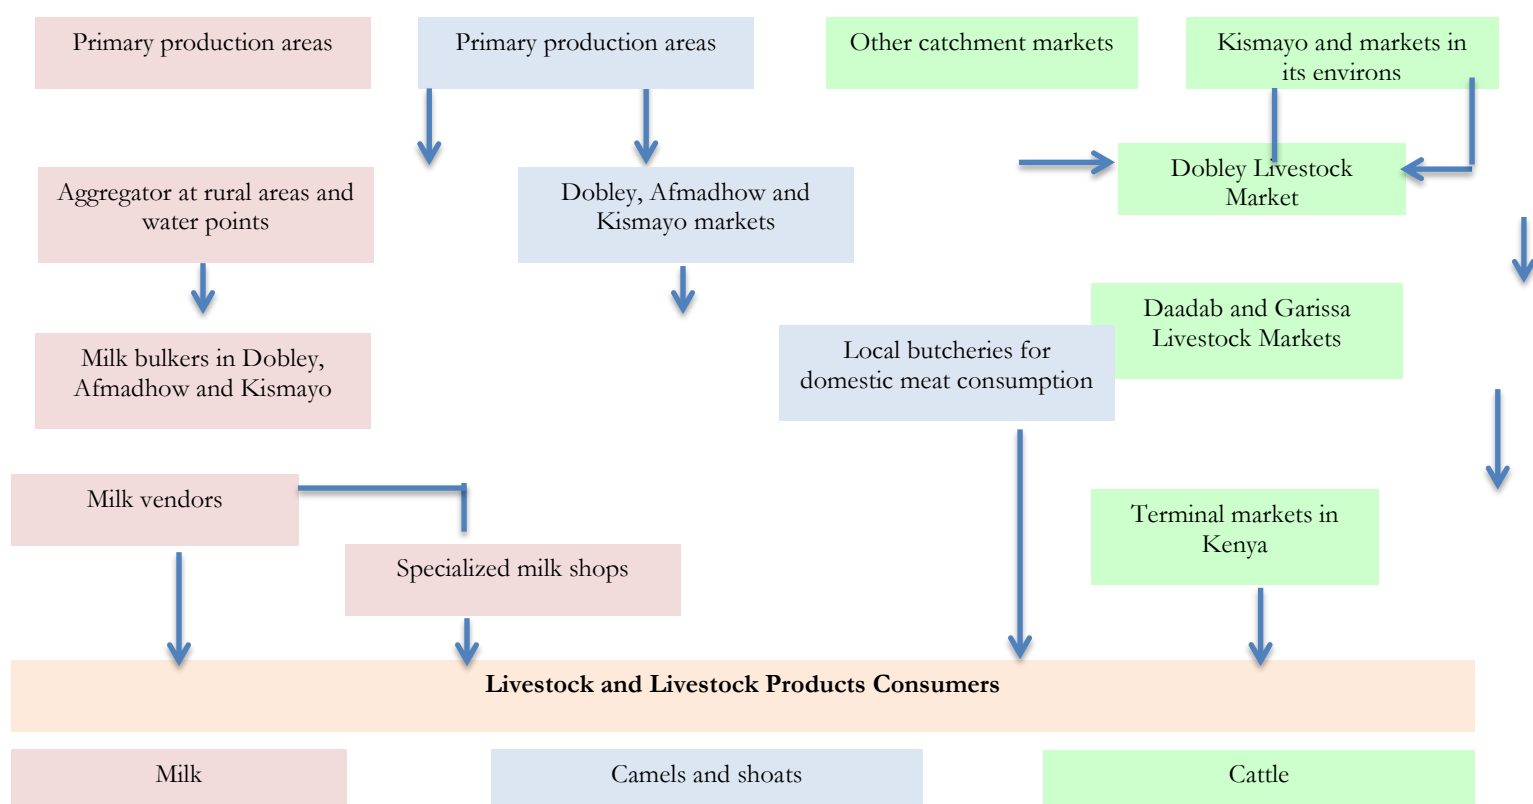 Primary production areas
Primary production areas
Other catchment markets
Kismayo and markets in
its environs
Aggregator at rural areas and
water points
Dobley, Afmadhow and
Kismayo markets
Dobley Livestock
Market
Milk bulkers in Dobley,
Afmadhow and Kismayo
Local butcheries for
domestic meat consumption
Daadab and Garissa
Livestock Markets
Milk vendors
Specialized milk shops
Terminal markets in
Kenya
Livestock and Livestock Products Consumers
Milk
Camels and shoats
Cattle